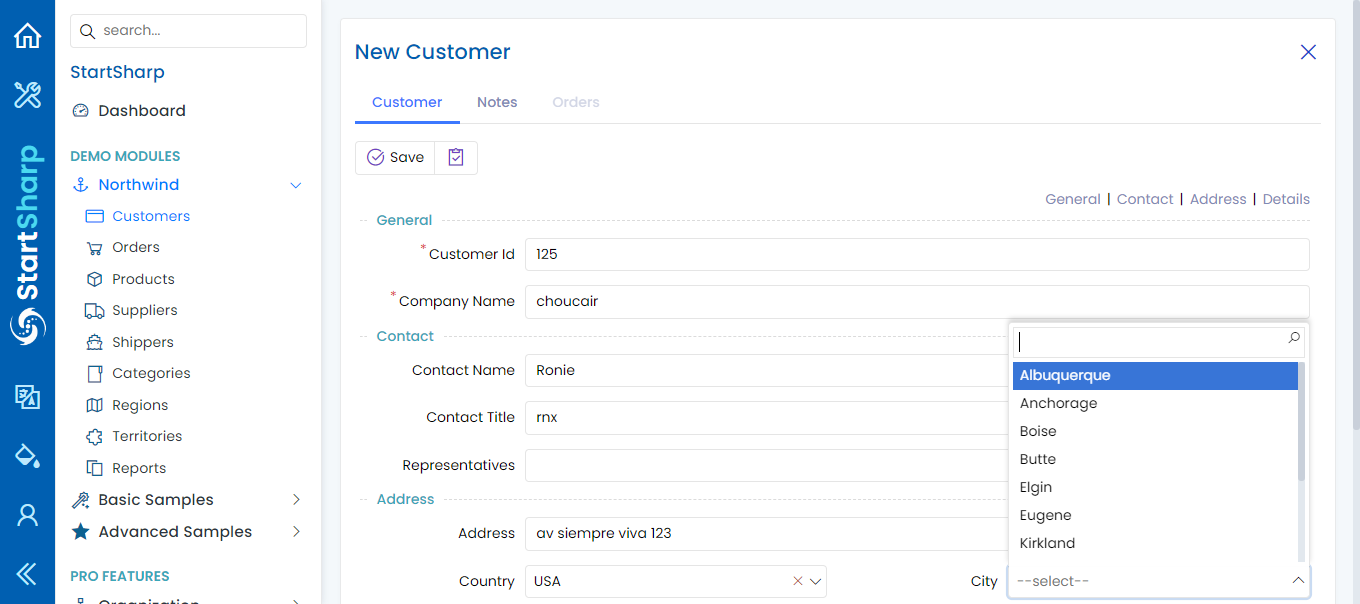 search...
StartSharp
Dashboard
DEMO MODULES
Northwind
Customers
Orders
Products
Suppliers
Shippers
Categories
Regions
Territories
Reports
Basic Samples
Advanced Samples
PRO FEATURES
Organization
StartSharp
New Customer
Customer Notes Orders
Save
General | Contact | Address | Details
General
* Customer Id 125
* Company Name choucair
Contact
Contact Name Ronie
Contact Title rnx
Representatives
Address
Address av siempre viva 123
Country USA
City --select--
Albuquerque
Anchorage
Boise
Butte
Elgin
Eugene
Kirkland